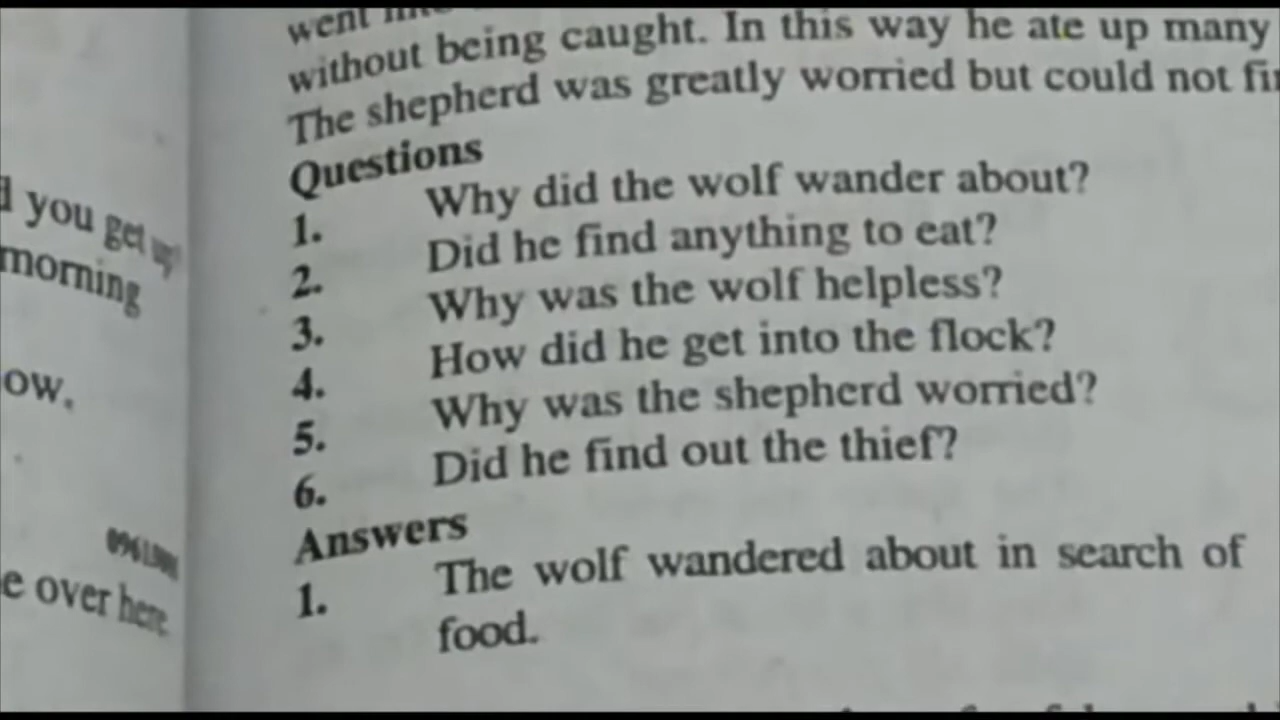 d you get up?
morning
ow.
e over here.
went
without being caught. In this way he ate up many
The shepherd was greatly worried but could not fi
Questions
1. Why did the wolf wander about?
2. Did he find anything to eat?
3. Why was the wolf helpless?
4. How did he get into the flock?
5. Why was the shepherd worried?
6. Did he find out the thief?
Answers
1. The wolf wandered about in search of
food.